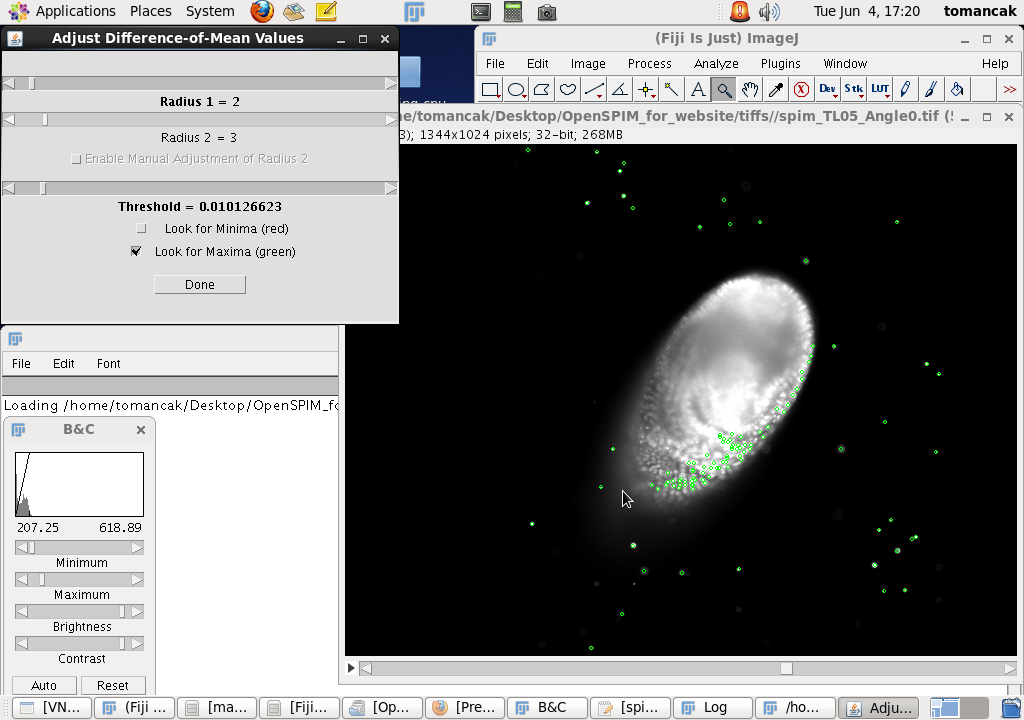 Applications Places System
Tue Jun 4, 17:20 tomancak
Adjust Difference-of-Mean Values
Radius 1 = 2
Radius 2 = 3
Enable Manual Adjustment of Radius 2
Threshold = 0.010126623
Look for Minima (red)
Look for Maxima (green)
Done
(Fiji Is Just) ImageJ
File Edit Image Process Analyze Plugins Window Help
A Dev Stk LUT >>
me/tomancak/Desktop/OpenSPIM_for_website/tiffs//spim_TL05_Angle0.tif (
3); 1344x1024 pixels; 32-bit; 268MB
File Edit Font
Loading /home/tomancak/Desktop/OpenSPIM_fo
B&C
207.25 618.89
Minimum
Maximum
Brightness
Contrast
Auto Reset
[VN... (Fiji ... [ma... [Fiji... [Op... [Pre... B&C [spi... Log /ho... Adju...